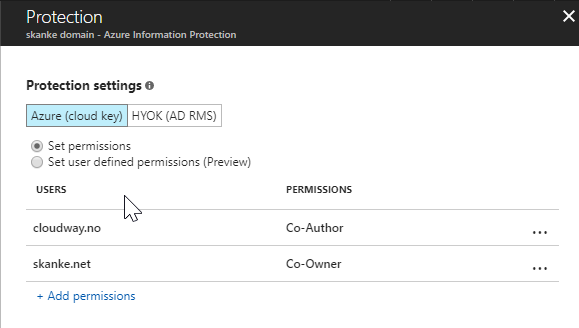 Protection
skanke domain - Azure Information Protection
Protection settings
Azure (cloud key) HYOK (AD RMS)
Set permissions
Set user defined permissions (Preview)
USERS PERMISSIONS
cloudway.no Co-Author ...
skanke.net Co-Owner ...
+ Add permissions